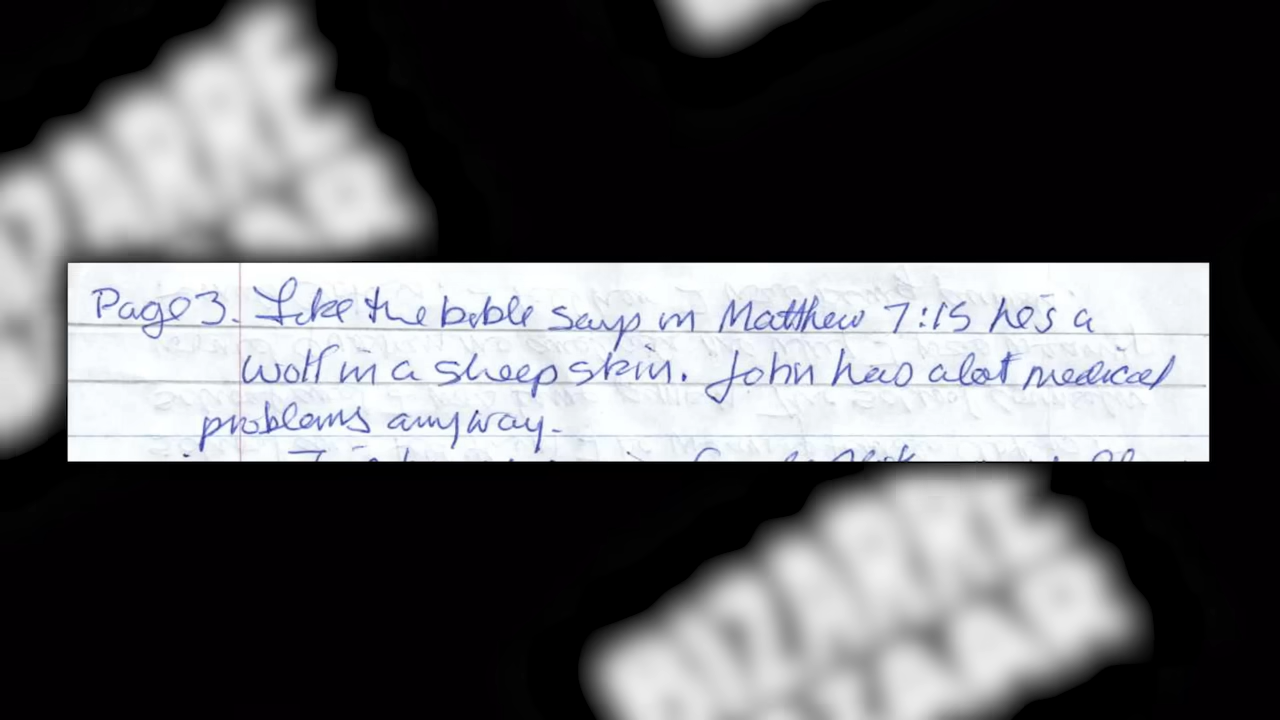 Page 3. Like the bible says in Matthew 7:15 he's a
wolf in a sheep skin. John has alot medical
problems anyway.